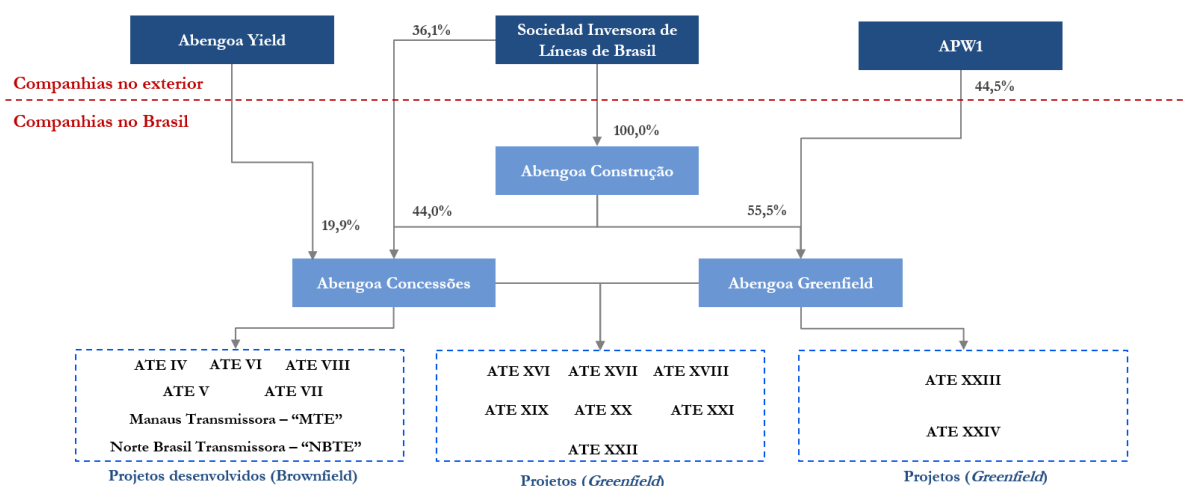 Abengoa Yield
36,1%
Sociedad Inversora de
Líneas de Brasil
APW1
Companhias no exterior
44,5%
Companhias no Brasil
100,0%
Abengoa Construção
19,9%
44,0%
55,5%
Abengoa Concessões
Abengoa Greenfield
ATE IV ATE VI ATE VIII
ATE V ATE VII
Manaus Transmissora – “MTE”
Norte Brasil Transmissora – “NBTE”
Projetos desenvolvidos (Brownfield)
ATE XVI ATE XVII ATE XVIII
ATE XIX ATE XX ATE XXI
ATE XXII
Projetos (Greenfield)
ATE XXIII
ATE XXIV
Projetos (Greenfield)